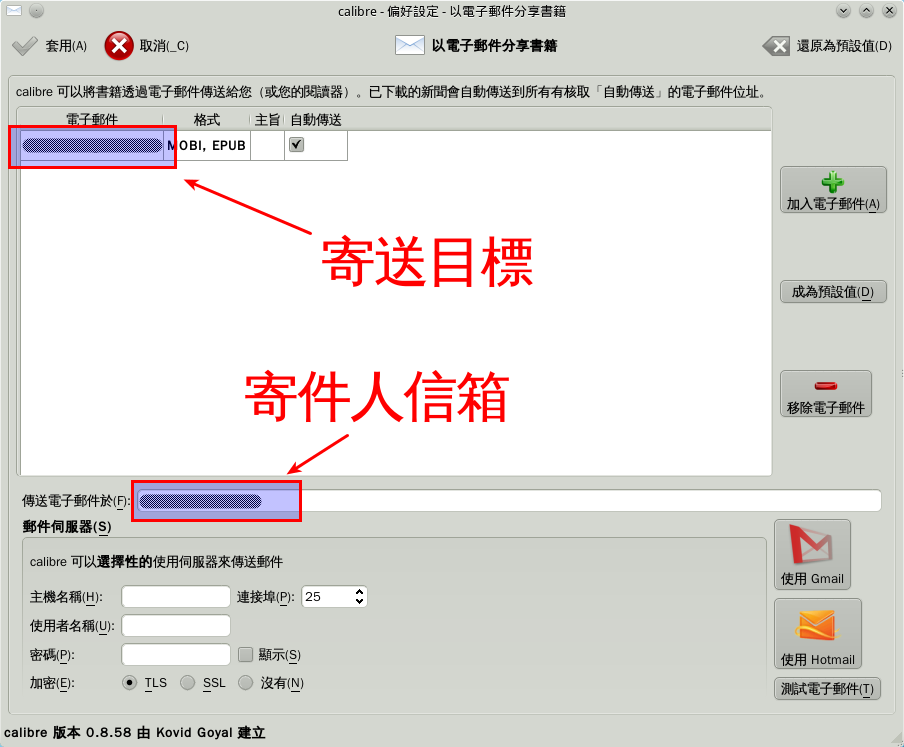 calibre - 偏好設定 - 以電子郵件分享書籍
套用(A) 取消(_C) 以電子郵件分享書籍 還原為預設值(D)
calibre 可以將書籍透過電子郵件傳送給您（或您的閱讀器）。已下載的新聞會自動傳送到所有有核取「自動傳送」的電子郵件位址。
電子郵件 格式 主旨 自動傳送
MOBI, EPUB
加入電子郵件(A)
寄送目標
成為預設值(D)
寄件人信箱
移除電子郵件
傳送電子郵件於(F):
郵件伺服器(S)
calibre 可以選擇性的使用伺服器來傳送郵件
使用 Gmail
主機名稱(H): 連接埠(P): 25
使用者名稱(U):
密碼(P): 顯示(S)
使用 Hotmail
加密(E): TLS SSL 沒有(N)
測試電子郵件(T)
calibre 版本 0.8.58 由 Kovid Goyal 建立